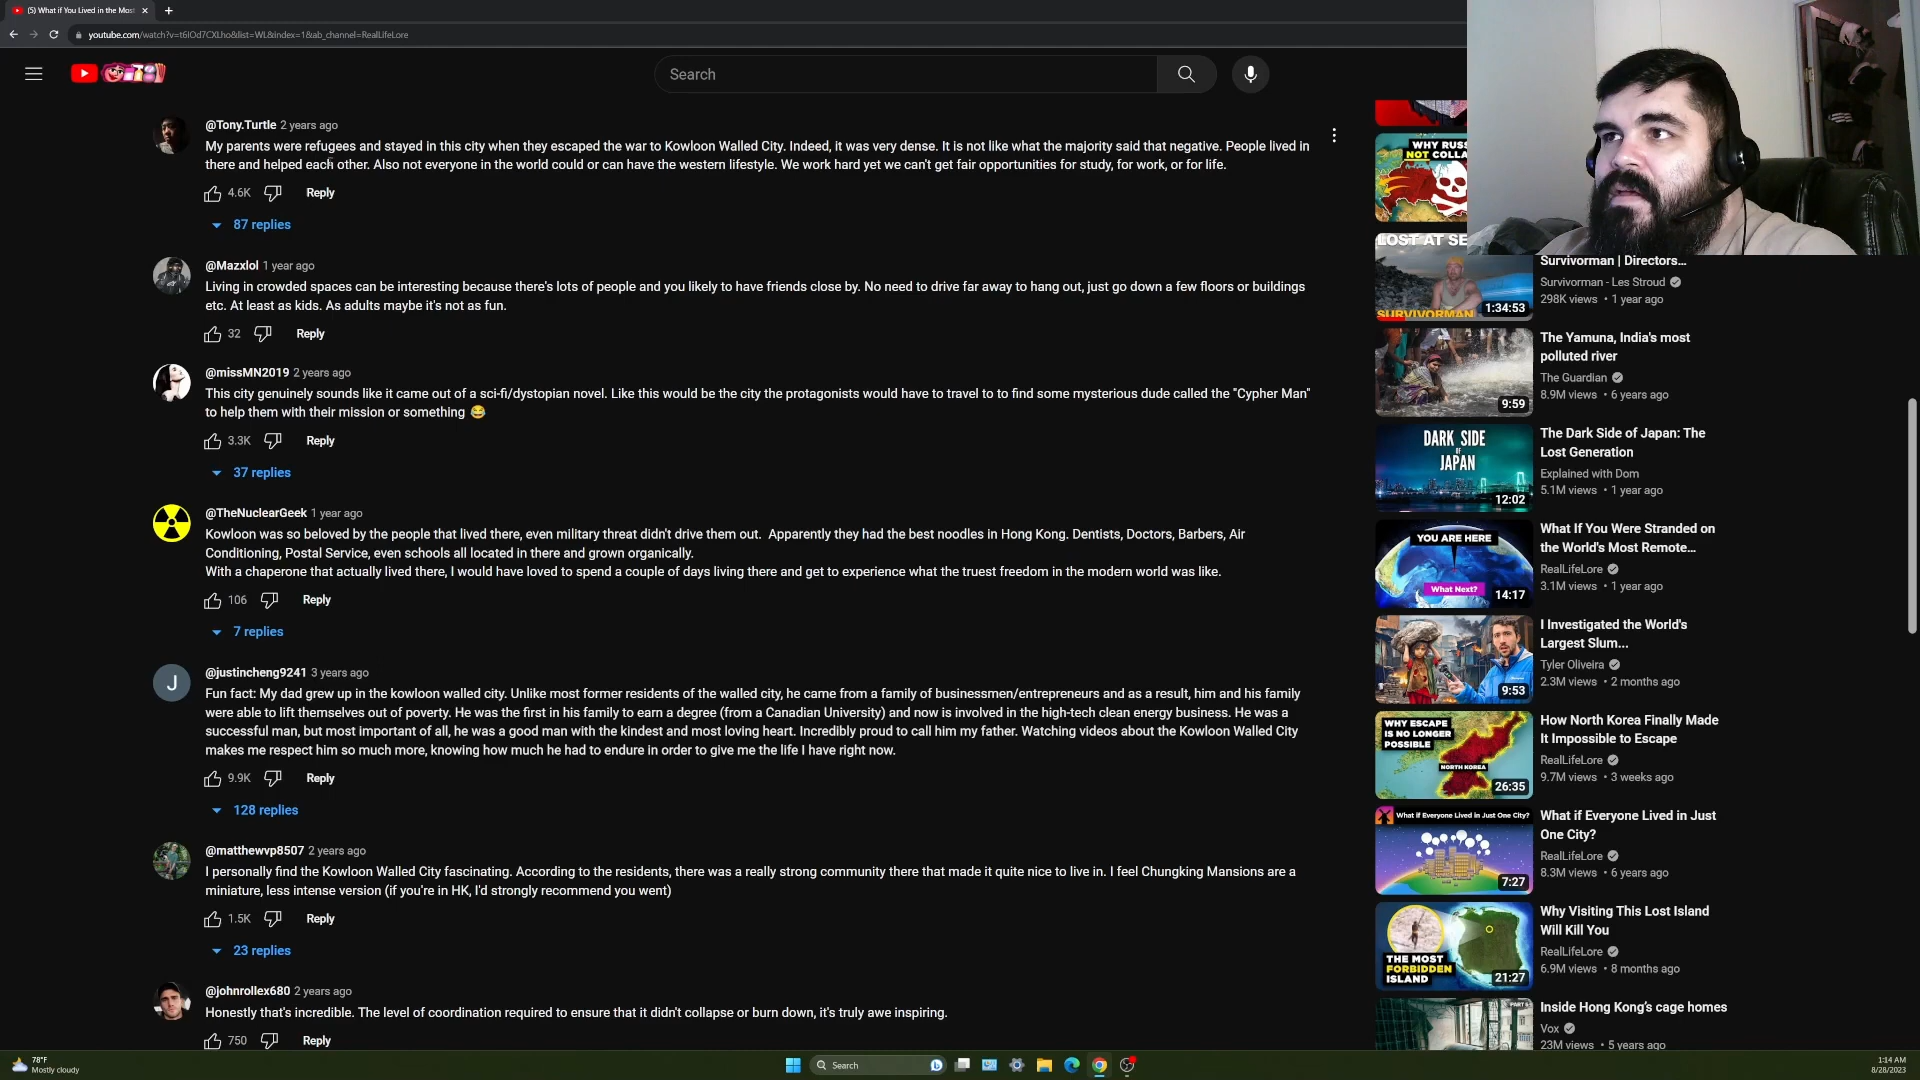 (5) What if You Lived in the Most
youtube.com/watch?v=t6IOd7CXLho&list=WL&index=1&ab_channel=RealLifeLore
Search
@Tony.Turtle 2 years ago
My parents were refugees and stayed in this city when they escaped the war to Kowloon Walled City. Indeed, it was very dense. It is not like what the majority said that negative. People lived in
there and helped each other. Also not everyone in the world could or can have the western lifestyle. We work hard yet we can't get fair opportunities for study, for work, or for life.
4.6K Reply
87 replies
@Mazxlol 1 year ago
Living in crowded spaces can be interesting because there's lots of people and you likely to have friends close by. No need to drive far away to hang out, just go down a few floors or buildings
etc. At least as kids. As adults maybe it's not as fun.
32 Reply
@missMN2019 2 years ago
This city genuinely sounds like it came out of a sci-fi/dystopian novel. Like this would be the city the protagonists would have to travel to to find some mysterious dude called the "Cypher Man"
to help them with their mission or something 😂
3.3K Reply
37 replies
@TheNuclearGeek 1 year ago
Kowloon was so beloved by the people that lived there, even military threat didn't drive them out. Apparently they had the best noodles in Hong Kong. Dentists, Doctors, Barbers, Air
Conditioning, Postal Service, even schools all located in there and grown organically.
With a chaperone that actually lived there, I would have loved to spend a couple of days living there and get to experience what the truest freedom in the modern world was like.
106 Reply
7 replies
J
@justincheng9241 3 years ago
Fun fact: My dad grew up in the kowloon walled city. Unlike most former residents of the walled city, he came from a family of businessmen/entrepreneurs and as a result, him and his family
were able to lift themselves out of poverty. He was the first in his family to earn a degree (from a Canadian University) and now is involved in the high-tech clean energy business. He was a
successful man, but most important of all, he was a good man with the kindest and most loving heart. Incredibly proud to call him my father. Watching videos about the Kowloon Walled City
makes me respect him so much more, knowing how much he had to endure in order to give me the life I have right now.
9.9K Reply
128 replies
@matthewvp8507 2 years ago
I personally find the Kowloon Walled City fascinating. According to the residents, there was a really strong community there that made it quite nice to live in. I feel Chungking Mansions are a
miniature, less intense version (if you're in HK, I'd strongly recommend you went)
1.5K Reply
23 replies
@johnrollex680 2 years ago
Honestly that's incredible. The level of coordination required to ensure that it didn't collapse or burn down, it's truly awe inspiring.
750 Reply
WHY RUSS
NOT COLLA
LOST AT SE
SURVIVORMAN
1:34:53
Survivorman | Directors...
Survivorman - Les Stroud
298K views • 1 year ago
9:59
The Yamuna, India's most
polluted river
The Guardian
8.9M views • 6 years ago
DARK SIDE
OF
JAPAN
12:02
The Dark Side of Japan: The
Lost Generation
Explained with Dom
5.1M views • 1 year ago
YOU ARE HERE
What Next?
14:17
What If You Were Stranded on
the World's Most Remote...
RealLifeLore
3.1M views • 1 year ago
9:53
I Investigated the World's
Largest Slum...
Tyler Oliveira
2.3M views • 2 months ago
WHY ESCAPE
IS NO LONGER
POSSIBLE
NORTH KOREA
26:35
How North Korea Finally Made
It Impossible to Escape
RealLifeLore
9.7M views • 3 weeks ago
What if Everyone Lived in Just One City?
7:27
What if Everyone Lived in Just
One City?
RealLifeLore
8.3M views • 6 years ago
THE MOST
FORBIDDEN
ISLAND
21:27
Why Visiting This Lost Island
Will Kill You
RealLifeLore
6.9M views • 8 months ago
PART 5
Inside Hong Kong's cage homes
Vox
23M views • 5 years ago
78°F
Mostly cloudy
Search
1:14 AM
8/28/2023